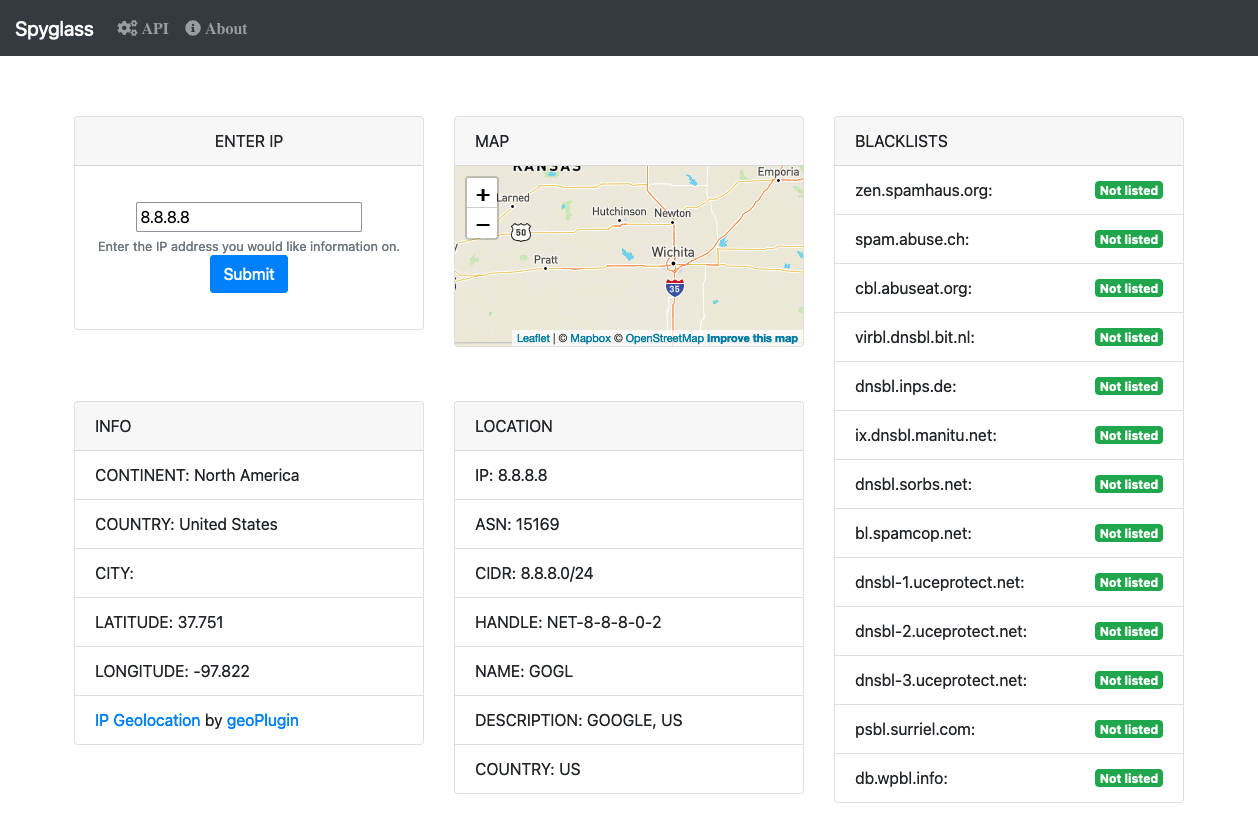 Spyglass API About
ENTER IP
8.8.8.8
Enter the IP address you would like information on.
Submit
MAP
+
−
KANSAS
Emporia
Larned
Hutchinson
Newton
50
Wichita
Pratt
35
Leaflet | © Mapbox © OpenStreetMap Improve this map
BLACKLISTS
zen.spamhaus.org: Not listed
spam.abuse.ch: Not listed
cbl.abuseat.org: Not listed
virbl.dnsbl.bit.nl: Not listed
dnsbl.inps.de: Not listed
ix.dnsbl.manitu.net: Not listed
dnsbl.sorbs.net: Not listed
bl.spamcop.net: Not listed
dnsbl-1.uceprotect.net: Not listed
dnsbl-2.uceprotect.net: Not listed
dnsbl-3.uceprotect.net: Not listed
psbl.surriel.com: Not listed
db.wpbl.info: Not listed
INFO
CONTINENT: North America
COUNTRY: United States
CITY:
LATITUDE: 37.751
LONGITUDE: -97.822
IP Geolocation by geoPlugin
LOCATION
IP: 8.8.8.8
ASN: 15169
CIDR: 8.8.8.0/24
HANDLE: NET-8-8-8-0-2
NAME: GOGL
DESCRIPTION: GOOGLE, US
COUNTRY: US